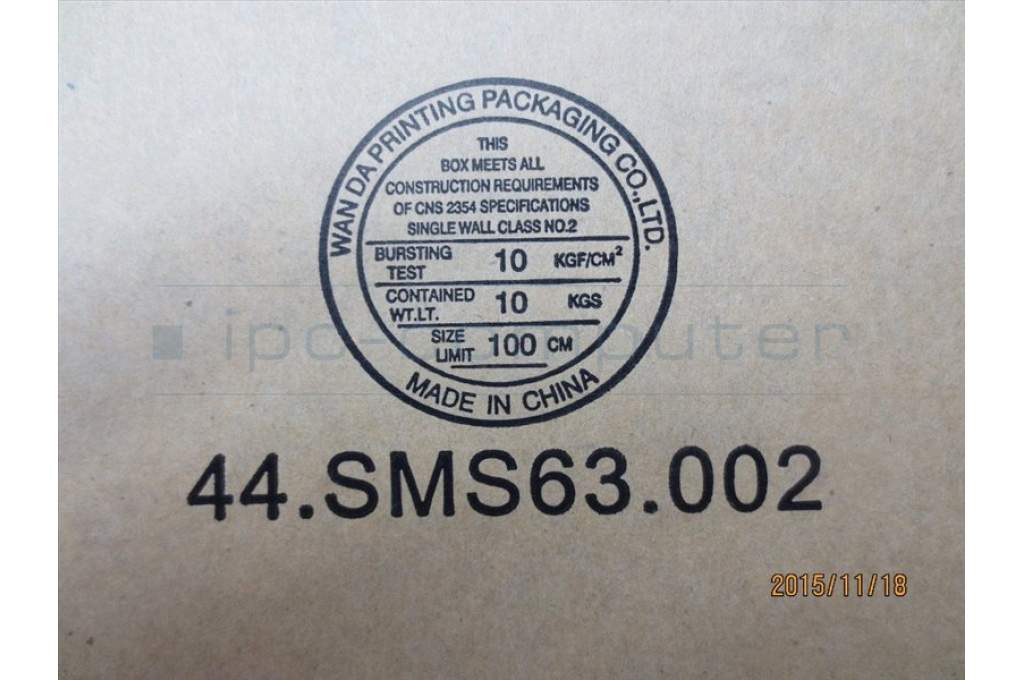 WAN DA PRINTING PACKAGING CO.,LTD.
THIS
BOX MEETS ALL
CONSTRUCTION REQUIREMENTS
OF CNS 2354 SPECIFICATIONS
SINGLE WALL CLASS NO.2
BURSTING TEST 10 KGF/CM²
CONTAINED WT.LT. 10 KGS
SIZE LIMIT 100 CM
MADE IN CHINA
ipc-computer
44.SMS63.002
2015/11/18